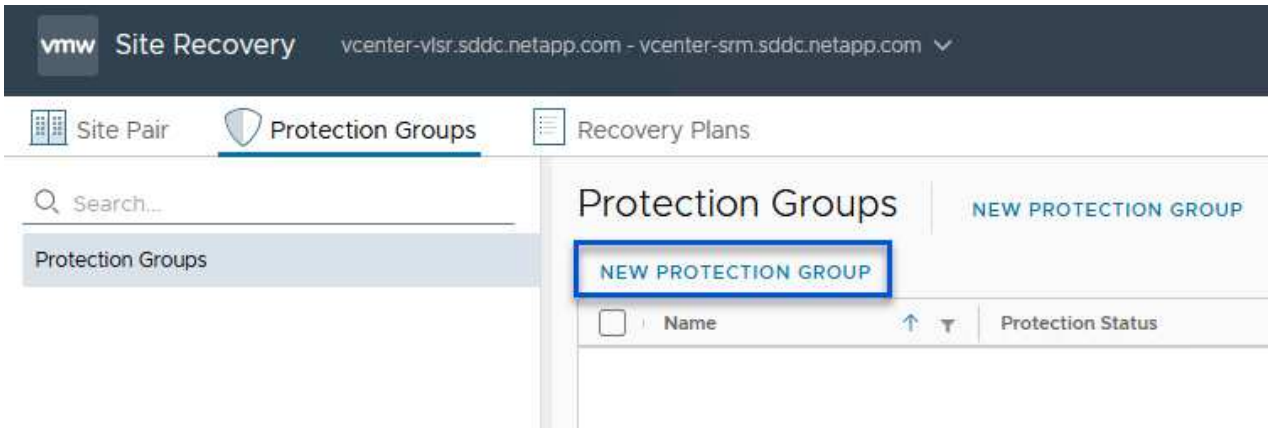 vmw Site Recovery vcenter-vlsr.sddc.netapp.com - vcenter-srm.sddc.netapp.com
Site Pair Protection Groups Recovery Plans
Search...
Protection Groups
Protection Groups NEW PROTECTION GROUP
NEW PROTECTION GROUP
Name Protection Status